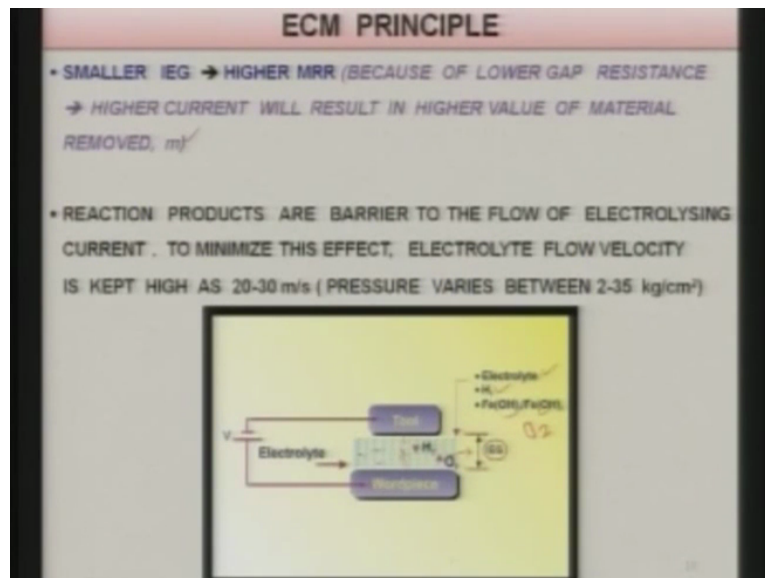 ECM PRINCIPLE
• SMALLER IEG → HIGHER MRR (BECAUSE OF LOWER GAP RESISTANCE
→ HIGHER CURRENT WILL RESULT IN HIGHER VALUE OF MATERIAL
REMOVED, m)
• REACTION PRODUCTS ARE BARRIER TO THE FLOW OF ELECTROLYSING
CURRENT . TO MINIMIZE THIS EFFECT, ELECTROLYTE FLOW VELOCITY
IS KEPT HIGH AS 20-30 m/s ( PRESSURE VARIES BETWEEN 2-35 kg/cm²)
• Electrolyte
• H₂
• Fe(OH)₂/Fe(OH)₃
O2
Tool
V
Electrolyte
• H₂
• O₂
IEG
Workpiece